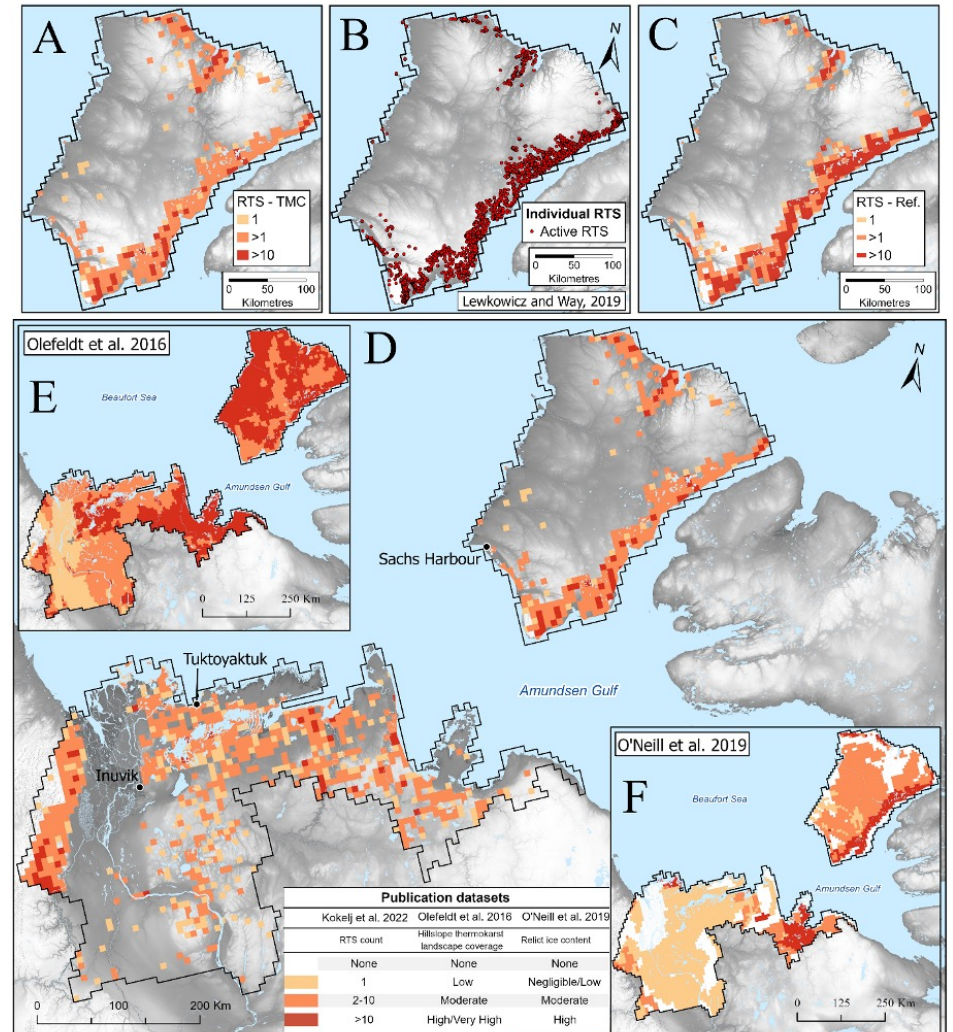 A
RTS - TMC
1
>1
>10
0 50 100
Kilometres
B
N
Individual RTS
Active RTS
0 50 100
Kilometres
Lewkowicz and Way, 2019
C
RTS - Ref.
1
>1
>10
0 50 100
Kilometres
Olefeldt et al. 2016
E
Beaufort Sea
Amundsen Gulf
0 125 250 Km
D
N
Sachs Harbour
Tuktoyaktuk
Amundsen Gulf
Inuvik
0 100 200 Km
Publication datasets
Kokelj et al. 2022 Olefeldt et al. 2016 O'Neill et al. 2019
RTS count Hillslope thermokarst landscape coverage Relict ice content
None None None
1 Low Negligible/Low
2-10 Moderate Moderate
>10 High/Very High High
O'Neill et al. 2019
F
Beaufort Sea
Amundsen Gulf
0 125 250 Km